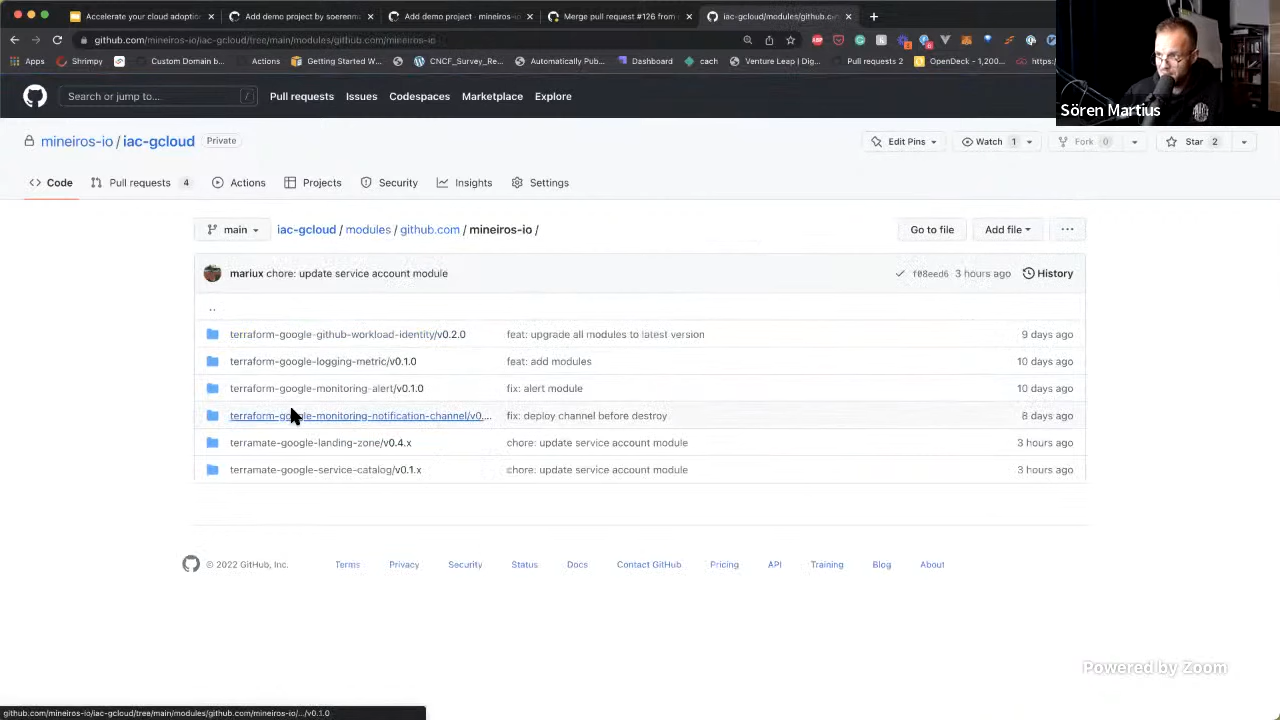 Accelerate your cloud adoption
Add demo project by soerenm
Add demo project · mineiros-io
Merge pull request #126 from
iac-gcloud/modules/github.com
github.com/mineiros-io/iac-gcloud/tree/main/modules/github.com/mineiros-io
Apps
Shrimpy
Custom Domain b...
Actions
Getting Started W...
CNCF_Survey_Re...
Automatically Pub...
Dashboard
cach
Venture Leap | Dig...
Pull requests 2
OpenDeck - 1,200...
https:/
Sören Martius
Search or jump to...
/
Pull requests
Issues
Codespaces
Marketplace
Explore
mineiros-io / iac-gcloud
Private
Edit Pins
Watch 1
Fork 0
Star 2
<> Code
Pull requests 4
Actions
Projects
Security
Insights
Settings
main
iac-gcloud / modules / github.com / mineiros-io /
Go to file
Add file
...
mariux chore: update service account module
f08eed6 3 hours ago
History
..
terraform-google-github-workload-identity/v0.2.0 feat: upgrade all modules to latest version 9 days ago
terraform-google-logging-metric/v0.1.0 feat: add modules 10 days ago
terraform-google-monitoring-alert/v0.1.0 fix: alert module 10 days ago
terraform-google-monitoring-notification-channel/v0.... fix: deploy channel before destroy 8 days ago
terramate-google-landing-zone/v0.4.x chore: update service account module 3 hours ago
terramate-google-service-catalog/v0.1.x chore: update service account module 3 hours ago
© 2022 GitHub, Inc.
Terms
Privacy
Security
Status
Docs
Contact GitHub
Pricing
API
Training
Blog
About
Powered by Zoom
github.com/mineiros-io/iac-gcloud/tree/main/modules/github.com/mineiros-io/.../v0.1.0